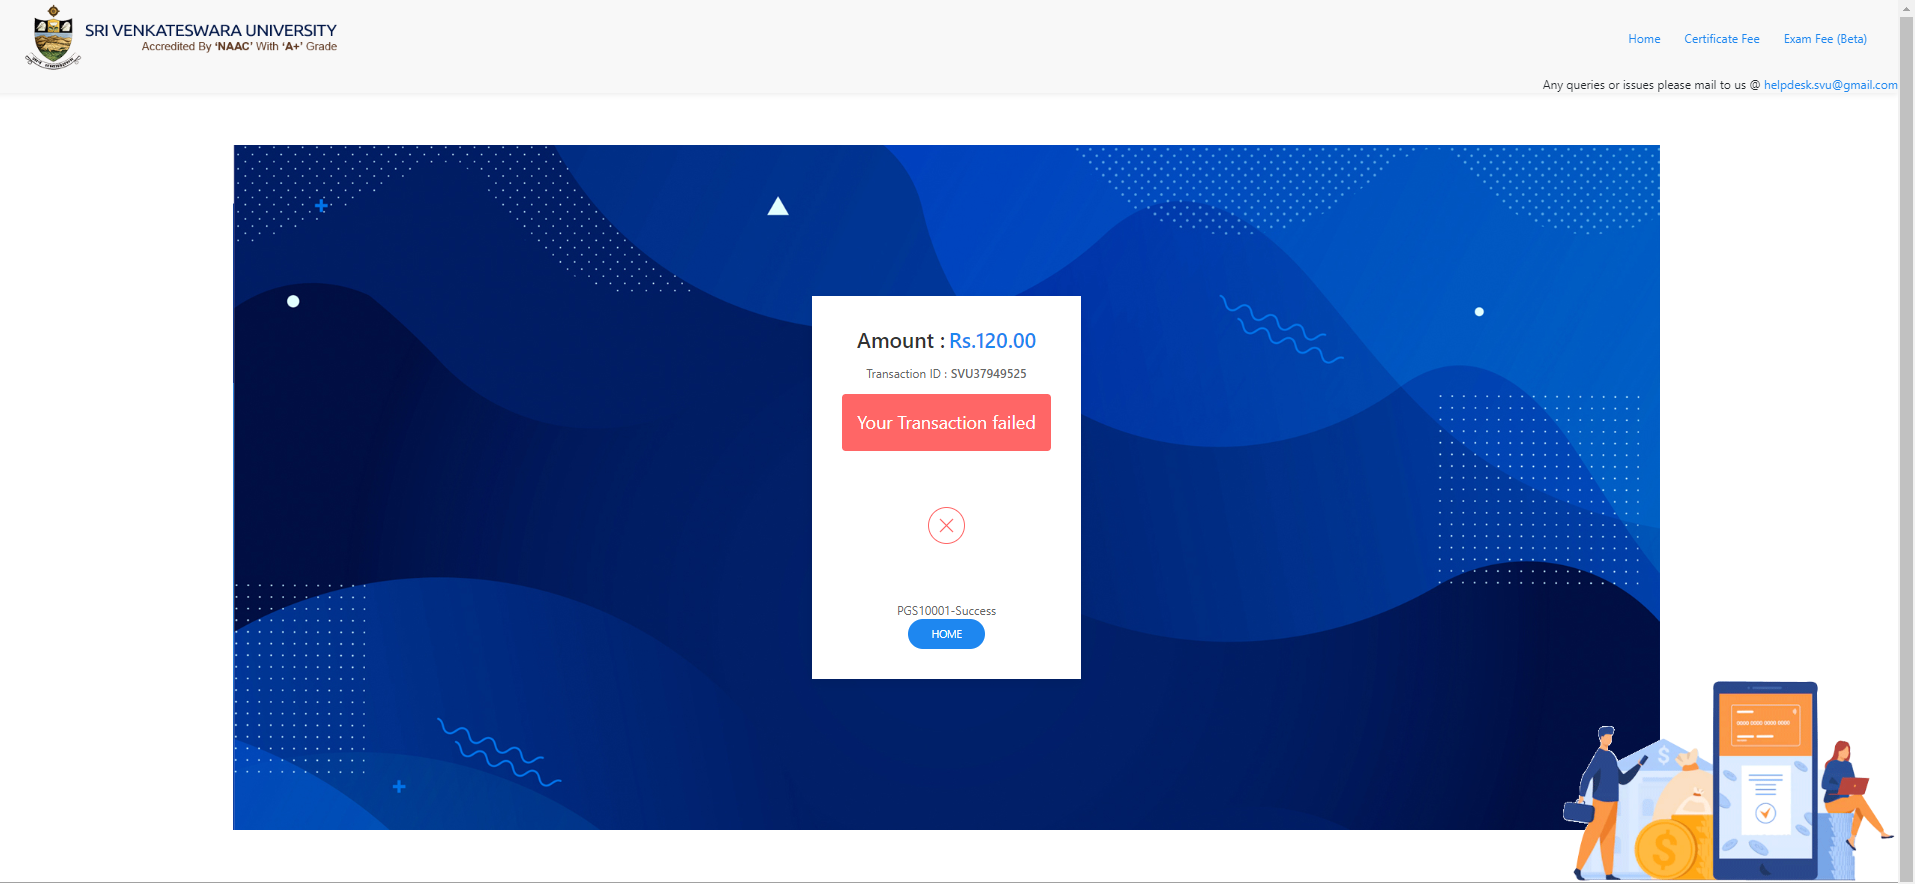 SRI VENKATESWARA UNIVERSITY
Accredited By ‘NAAC’ With ‘A+’ Grade
Home Certificate Fee Exam Fee (Beta)
Any queries or issues please mail to us @ helpdesk.svu@gmail.com
Amount : Rs.120.00
Transaction ID : SVU37949525
Your Transaction failed
PGS10001-Success
HOME